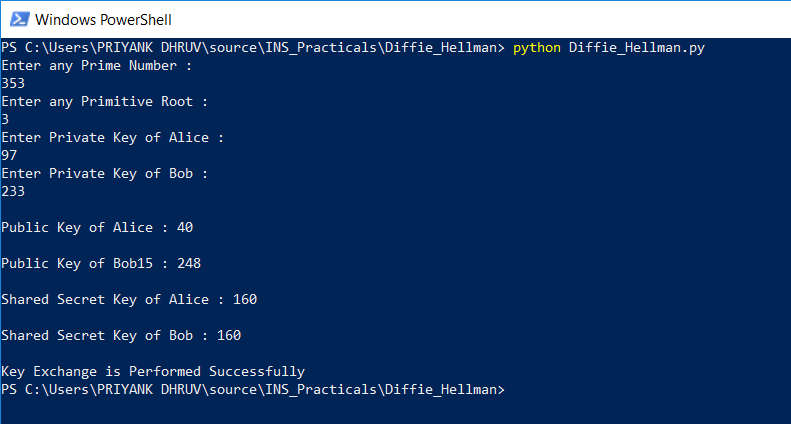 Windows PowerShell
PS C:\Users\PRIYANK DHRUV\source\INS_Practicals\Diffie_Hellman> python Diffie_Hellman.py
Enter any Prime Number :
353
Enter any Primitive Root :
3
Enter Private Key of Alice :
97
Enter Private Key of Bob :
233
Public Key of Alice : 40
Public Key of Bob15 : 248
Shared Secret Key of Alice : 160
Shared Secret Key of Bob : 160
Key Exchange is Performed Successfully
PS C:\Users\PRIYANK DHRUV\source\INS_Practicals\Diffie_Hellman>